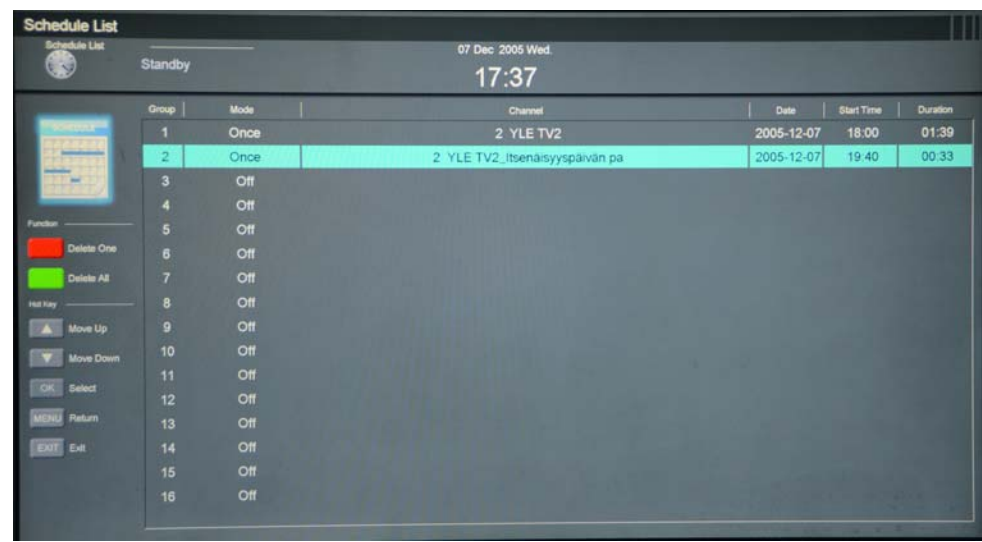 Schedule List
Schedule List
Standby
07 Dec 2005 Wed.
17:37
Group Mode Channel Date Start Time Duration
1 Once 2 YLE TV2 2005-12-07 18:00 01:39
2 Once 2 YLE TV2_Itsenäisyyspäivän pa 2005-12-07 19:40 00:33
3 Off
4 Off
5 Off
6 Off
7 Off
8 Off
9 Off
10 Off
11 Off
12 Off
13 Off
14 Off
15 Off
16 Off
SCHEDULE
Function
Delete One
Delete All
Hot Key
Move Up
Move Down
OK Select
MENU Return
EXIT Exit